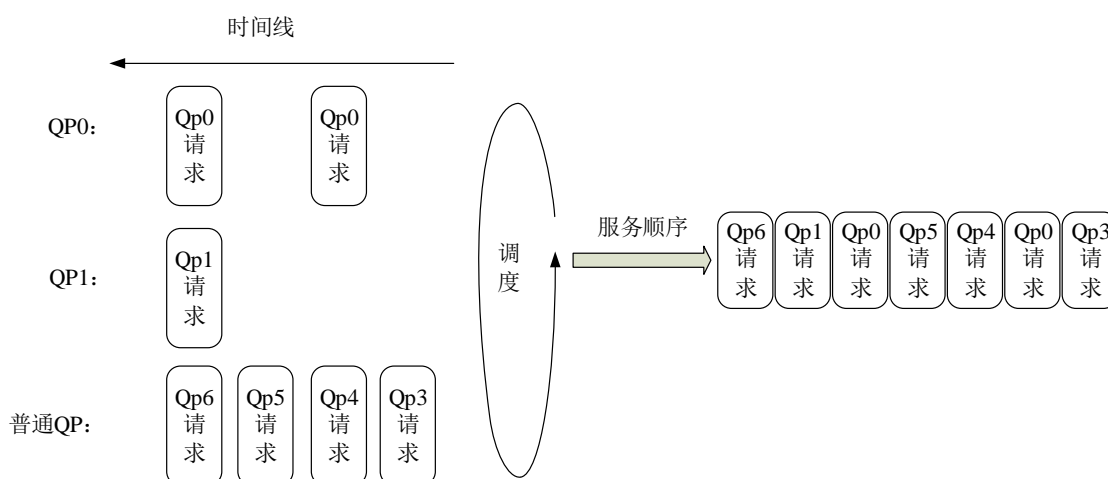 时间线
QP0：
Qp0
请
求
Qp0
请
求
QP1：
Qp1
请
求
普通QP：
Qp6
请
求
Qp5
请
求
Qp4
请
求
Qp3
请
求
调
度
服务顺序
Qp6
请
求
Qp1
请
求
Qp0
请
求
Qp5
请
求
Qp4
请
求
Qp0
请
求
Qp3
请
求